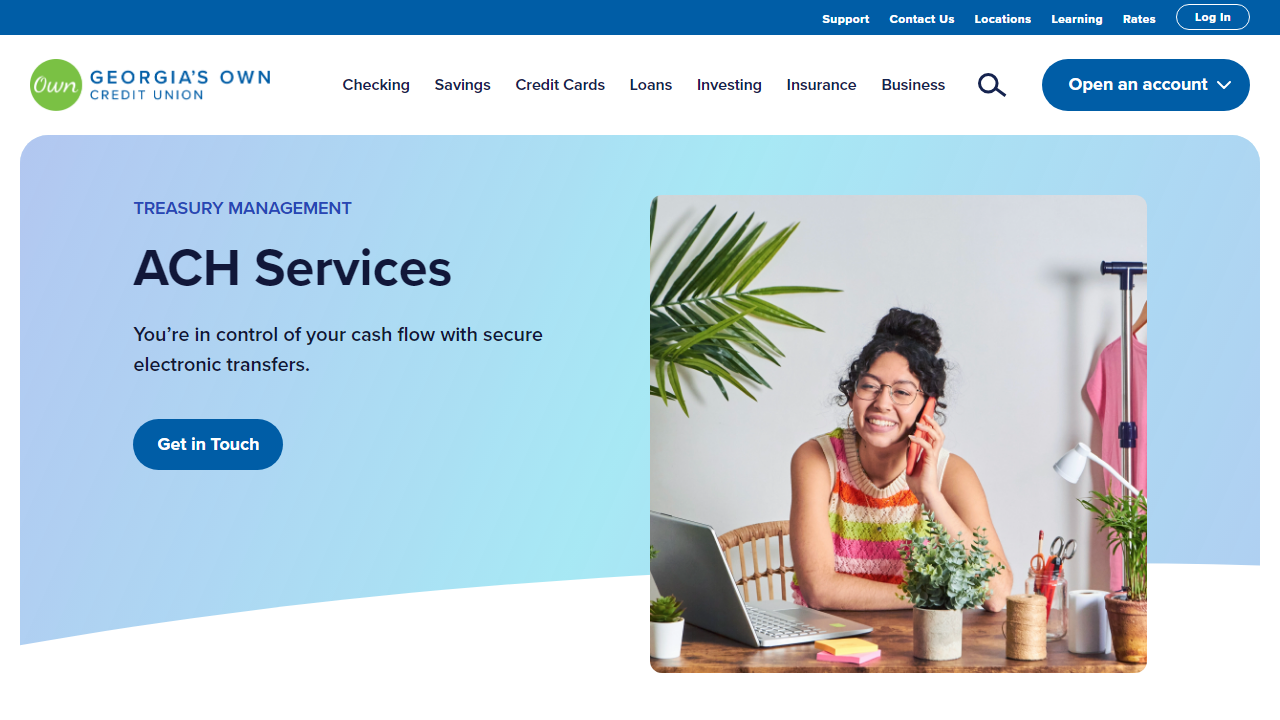 Support Contact Us Locations Learning Rates Log In
Own GEORGIA'S OWN
CREDIT UNION
Checking Savings Credit Cards Loans Investing Insurance Business Open an account
TREASURY MANAGEMENT
ACH Services
You’re in control of your cash flow with secure
electronic transfers.
Get in Touch